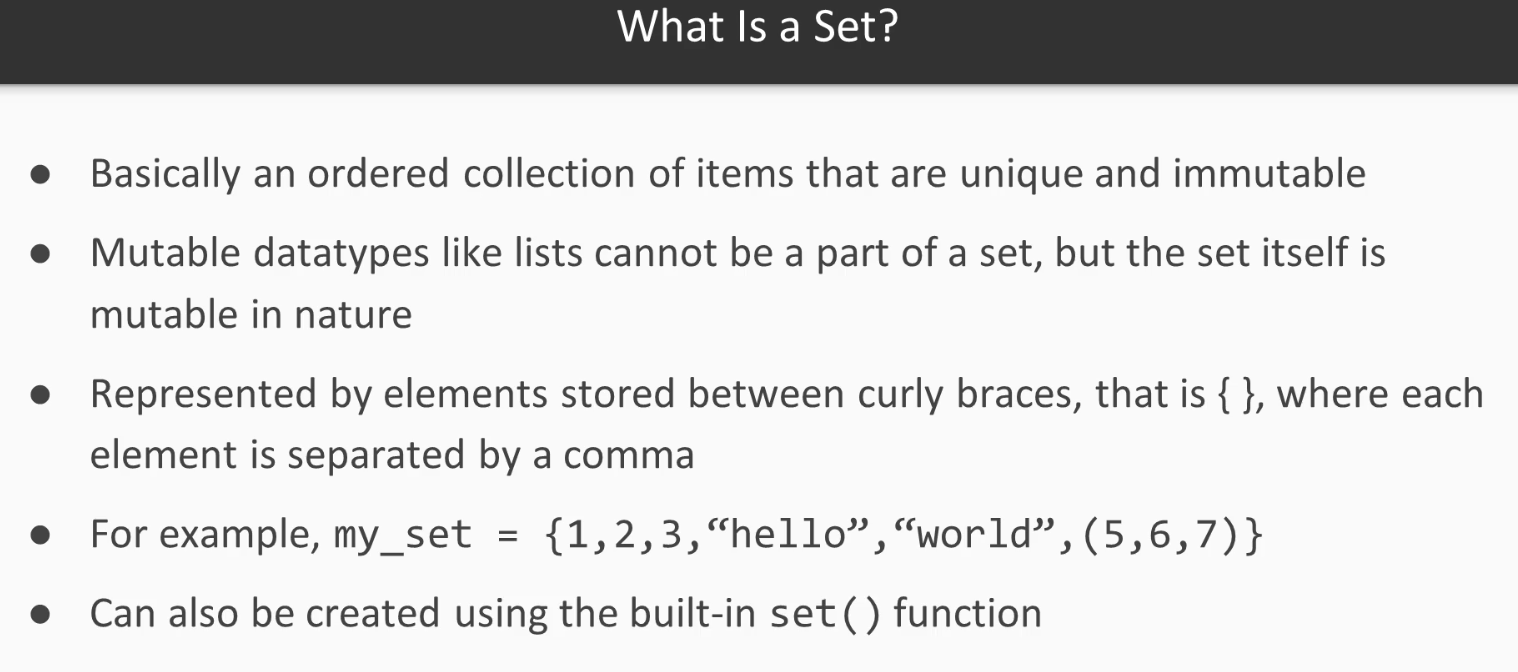 What Is a Set?
● Basically an ordered collection of items that are unique and immutable
● Mutable datatypes like lists cannot be a part of a set, but the set itself is
mutable in nature
● Represented by elements stored between curly braces, that is { }, where each
element is separated by a comma
● For example, my_set = {1,2,3,“hello”,“world”,(5,6,7)}
● Can also be created using the built-in set() function